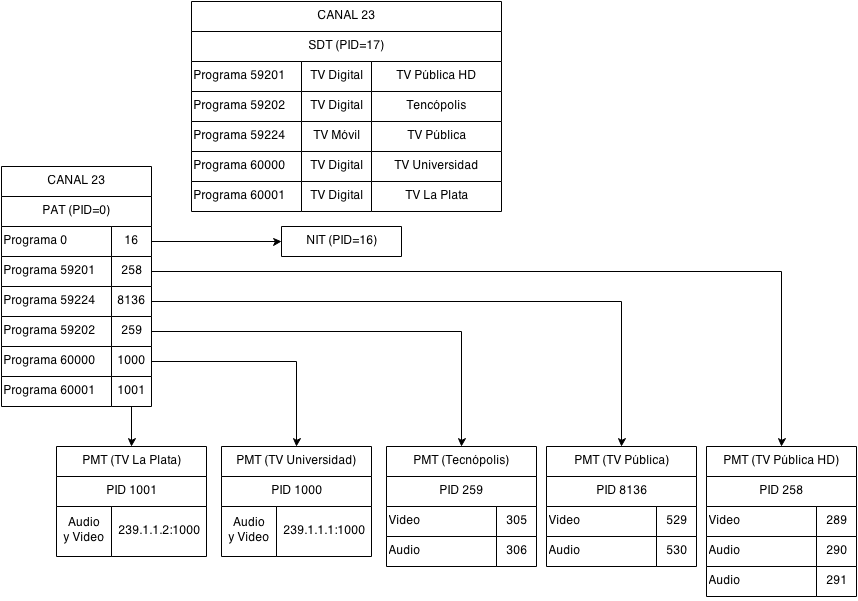 CANAL 23
SDT (PID=17)
Programa 59201 TV Digital TV Pública HD
Programa 59202 TV Digital Tencópolis
Programa 59224 TV Móvil TV Pública
Programa 60000 TV Digital TV Universidad
Programa 60001 TV Digital TV La Plata
CANAL 23
PAT (PID=0)
Programa 0 16
Programa 59201 258
Programa 59224 8136
Programa 59202 259
Programa 60000 1000
Programa 60001 1001
NIT (PID=16)
PMT (TV La Plata)
PID 1001
Audio
y Video
239.1.1.2:1000
PMT (TV Universidad)
PID 1000
Audio
y Video
239.1.1.1:1000
PMT (Tecnópolis)
PID 259
Video 305
Audio 306
PMT (TV Pública)
PID 8136
Video 529
Audio 530
PMT (TV Pública HD)
PID 258
Video 289
Audio 290
Audio 291